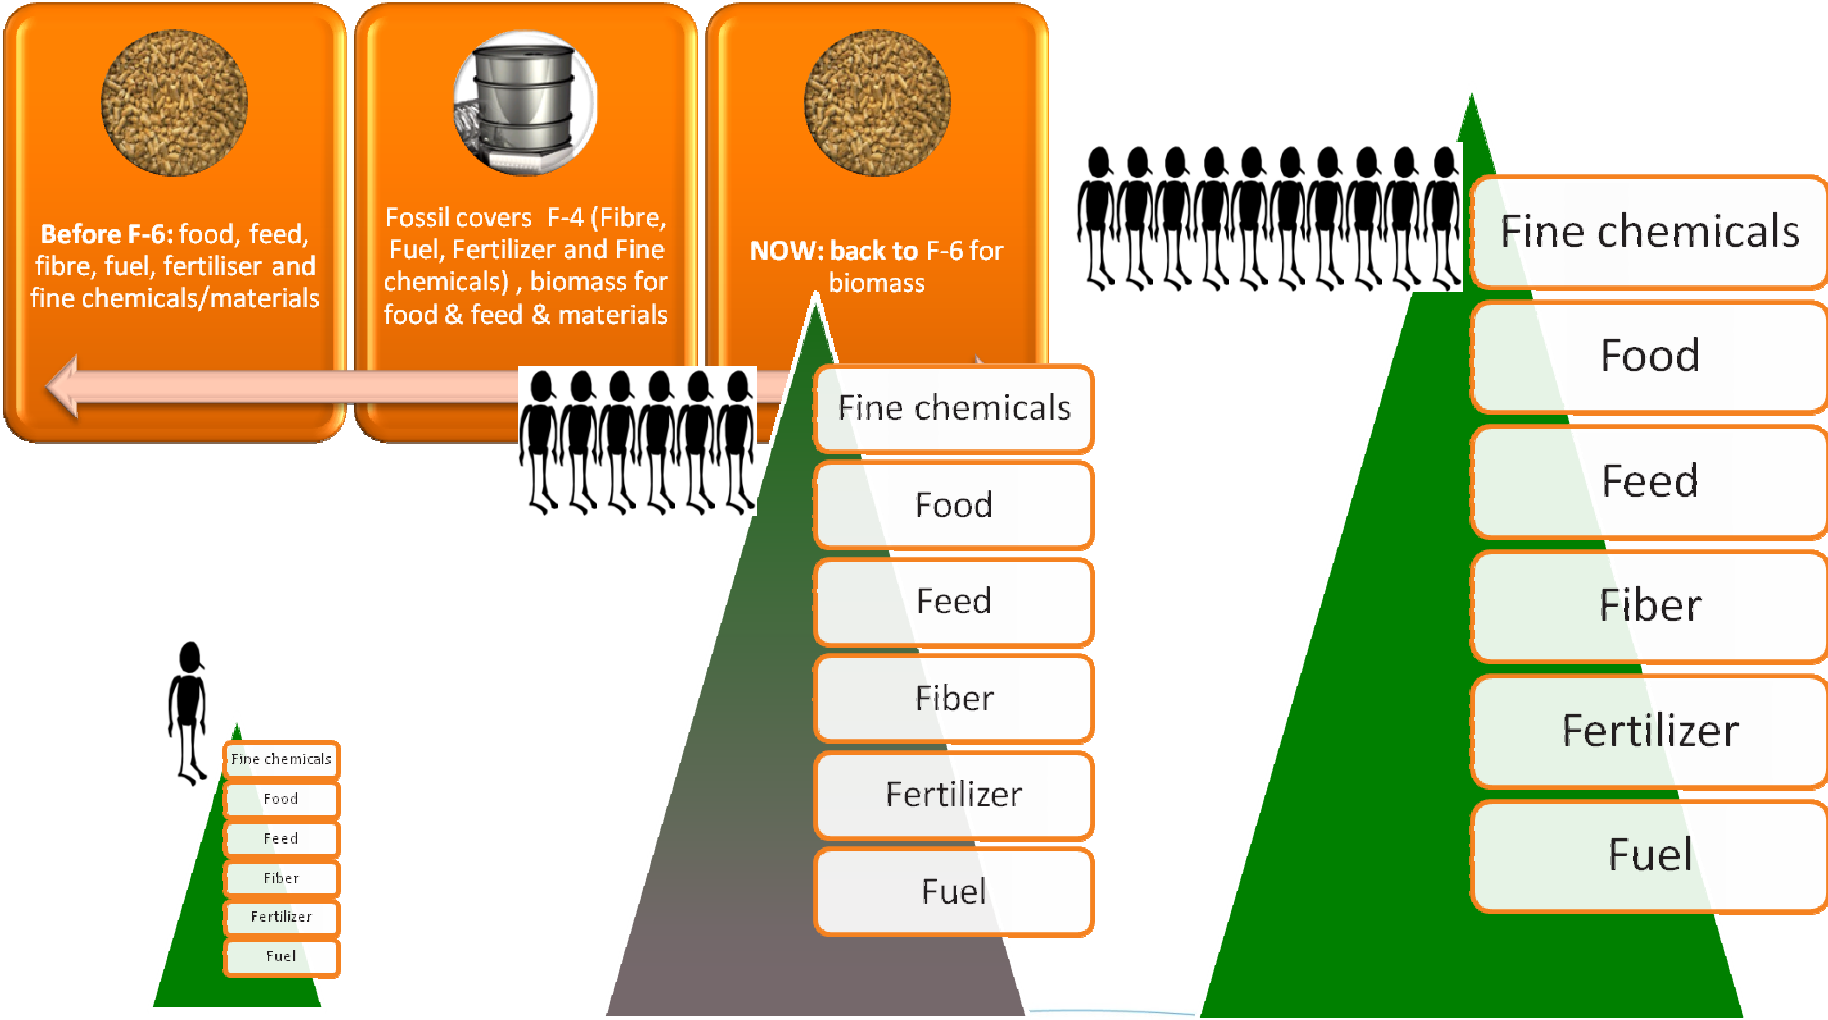 Before F-6: food, feed,
fibre, fuel, fertiliser and
fine chemicals/materials
Fossil covers F-4 (Fibre,
Fuel, Fertilizer and Fine
chemicals) , biomass for
food & feed & materials
NOW: back to F-6 for
biomass
Fine chemicals
Food
Feed
Fiber
Fertilizer
Fuel
Fine chemicals
Food
Feed
Fiber
Fertilizer
Fuel
Fine chemicals
Food
Feed
Fiber
Fertilizer
Fuel